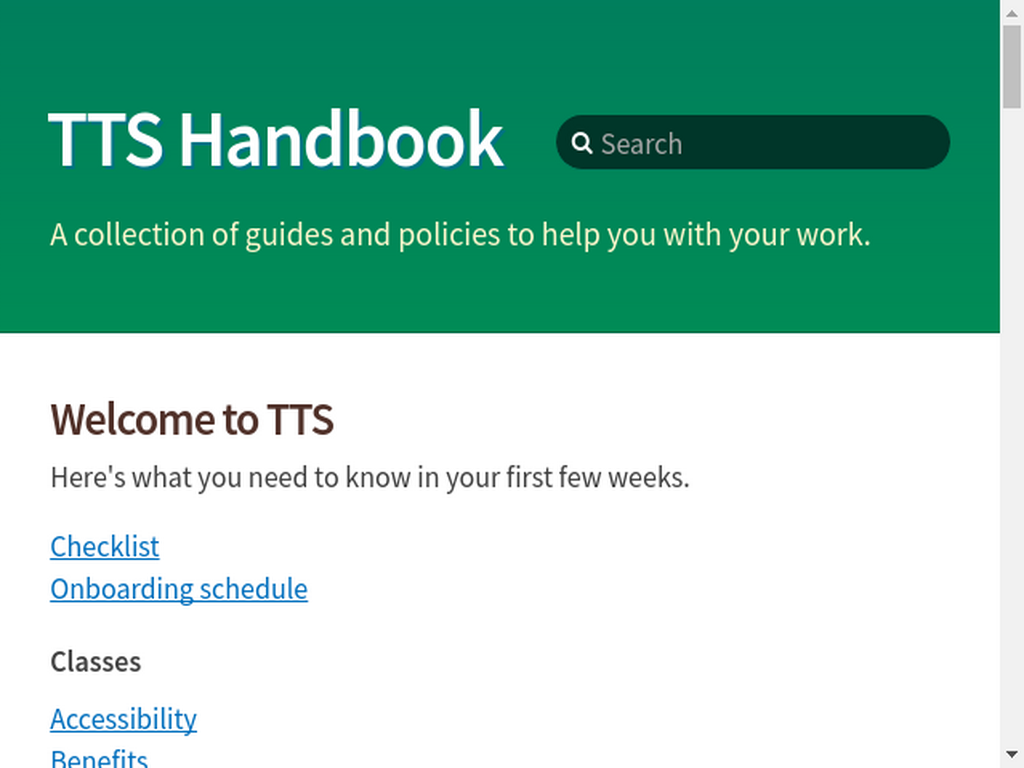 TTS Handbook
Search
A collection of guides and policies to help you with your work.
Welcome to TTS
Here's what you need to know in your first few weeks.
Checklist
Onboarding schedule
Classes
Accessibility
Benefits